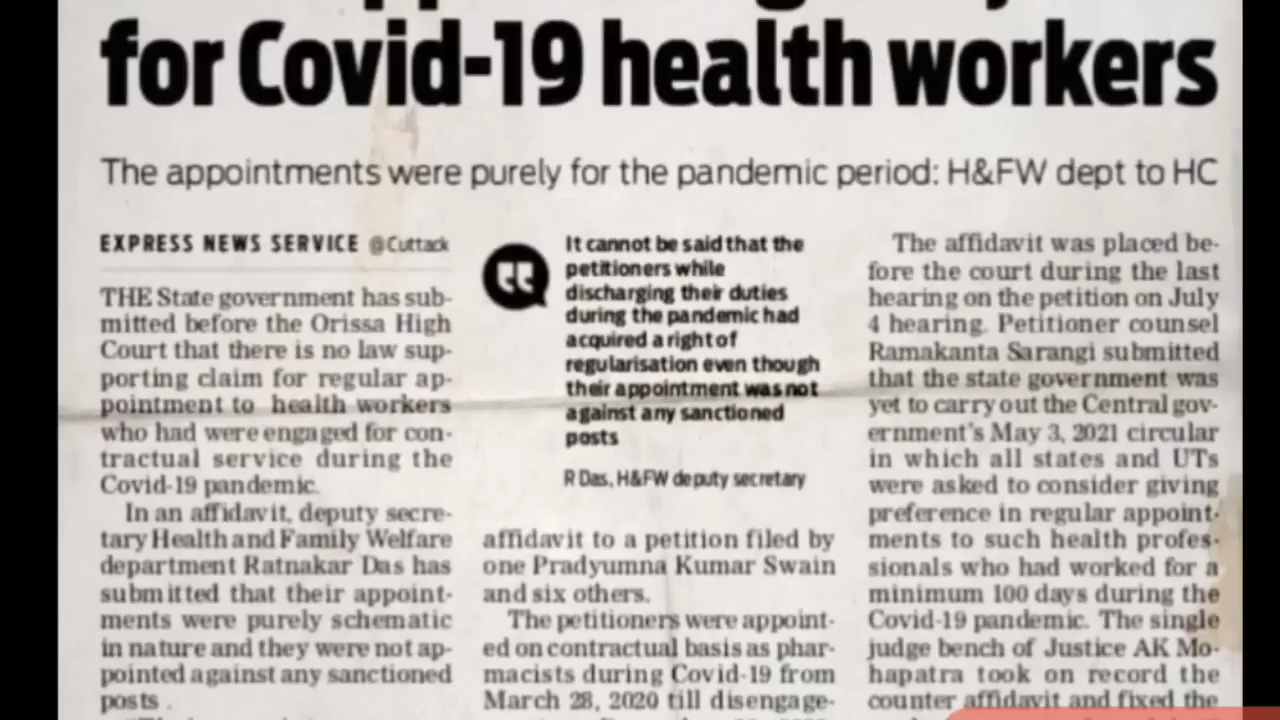 for Covid-19 health workers
The appointments were purely for the pandemic period: H&FW dept to HC
EXPRESS NEWS SERVICE @Cuttack
THE State government has sub-
mitted before the Orissa High
Court that there is no law sup-
porting claim for regular ap-
pointment to health workers
who had were engaged for con-
tractual service during the
Covid-19 pandemic.
In an affidavit, deputy secre-
tary Health and Family Welfare
department Ratnakar Das has
submitted that their appoint-
ments were purely schematic
in nature and they were not ap-
pointed against any sanctioned
posts .
It cannot be said that the
petitioners while
discharging their duties
during the pandemic had
acquired a right of
regularisation even though
their appointment was not
against any sanctioned
posts
R Das, H&FW deputy secretary
affidavit to a petition filed by
one Pradyumna Kumar Swain
and six others.
The petitioners were appoint-
ed on contractual basis as phar-
macists during Covid-19 from
March 28, 2020 till disengage-
The affidavit was placed be-
fore the court during the last
hearing on the petition on July
4 hearing. Petitioner counsel
Ramakanta Sarangi submitted
that the state government was
yet to carry out the Central gov-
ernment's May 3, 2021 circular
in which all states and UTs
were asked to consider giving
preference in regular appoint-
ments to such health profes-
sionals who had worked for a
minimum 100 days during the
Covid-19 pandemic. The single
judge bench of Justice AK Mo-
hapatra took on record the
counter affidavit and fixed the